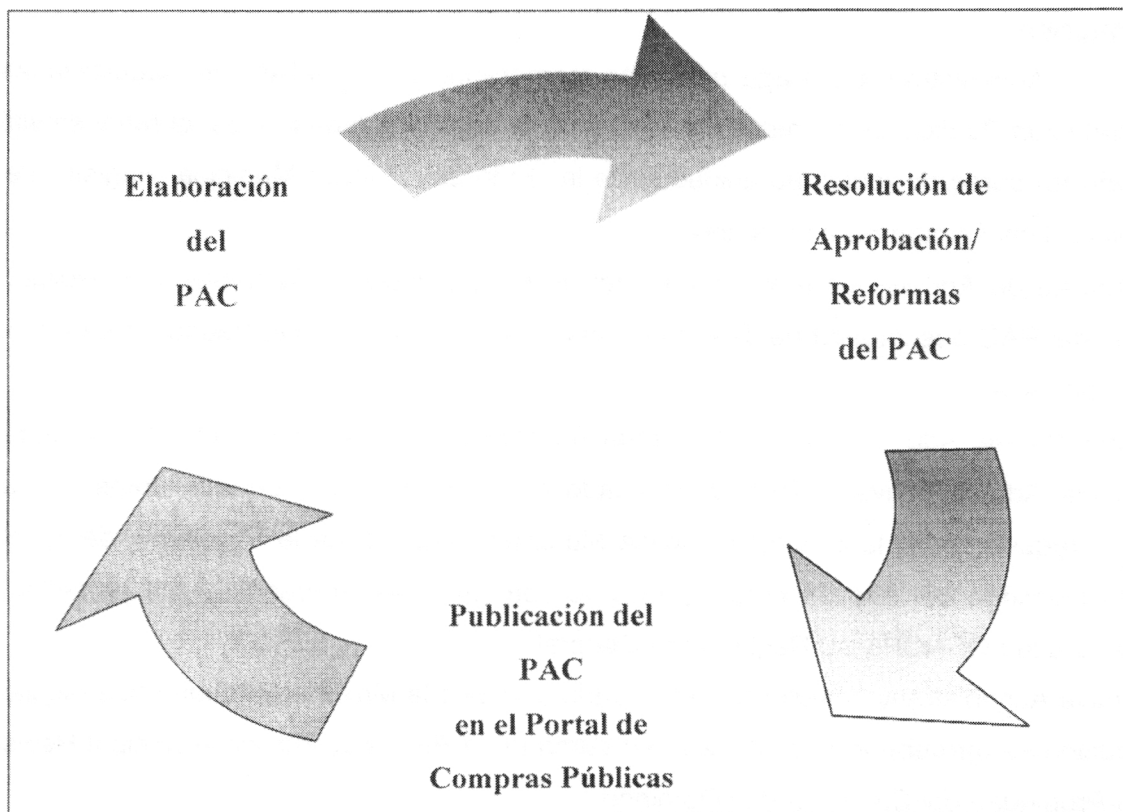 Elaboración
del
PAC
Resolución de
Aprobación/
Reformas
del PAC
Publicación del
PAC
en el Portal de
Compras Públicas